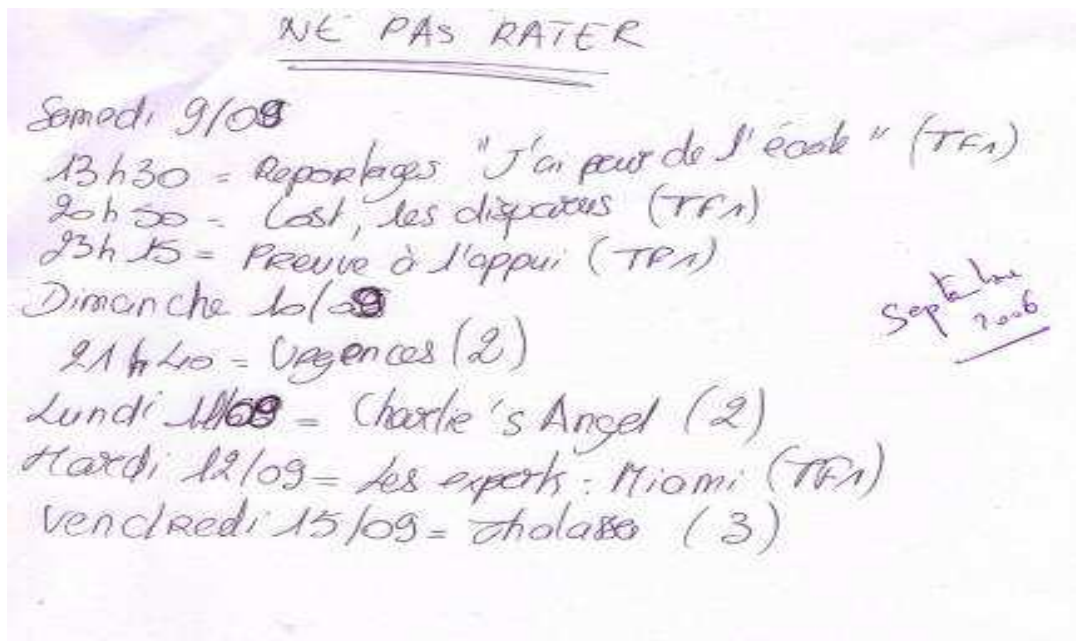 NE PAS RATER
Samedi 9/09
13h30 = Reportages "J'ai peur de l'école" (TF1)
20h50 = Lost, les disparus (TF1)
23h15 = Preuve à l'appui (TF1)
Dimanche 10/09
21h40 = Urgences (2)
Lundi 11/09 = Charlie's Angel (2)
Mardi 12/09 = Les experts : Miami (TF1)
Vendredi 15/09 = Thalassa (3)
Septembre
2006